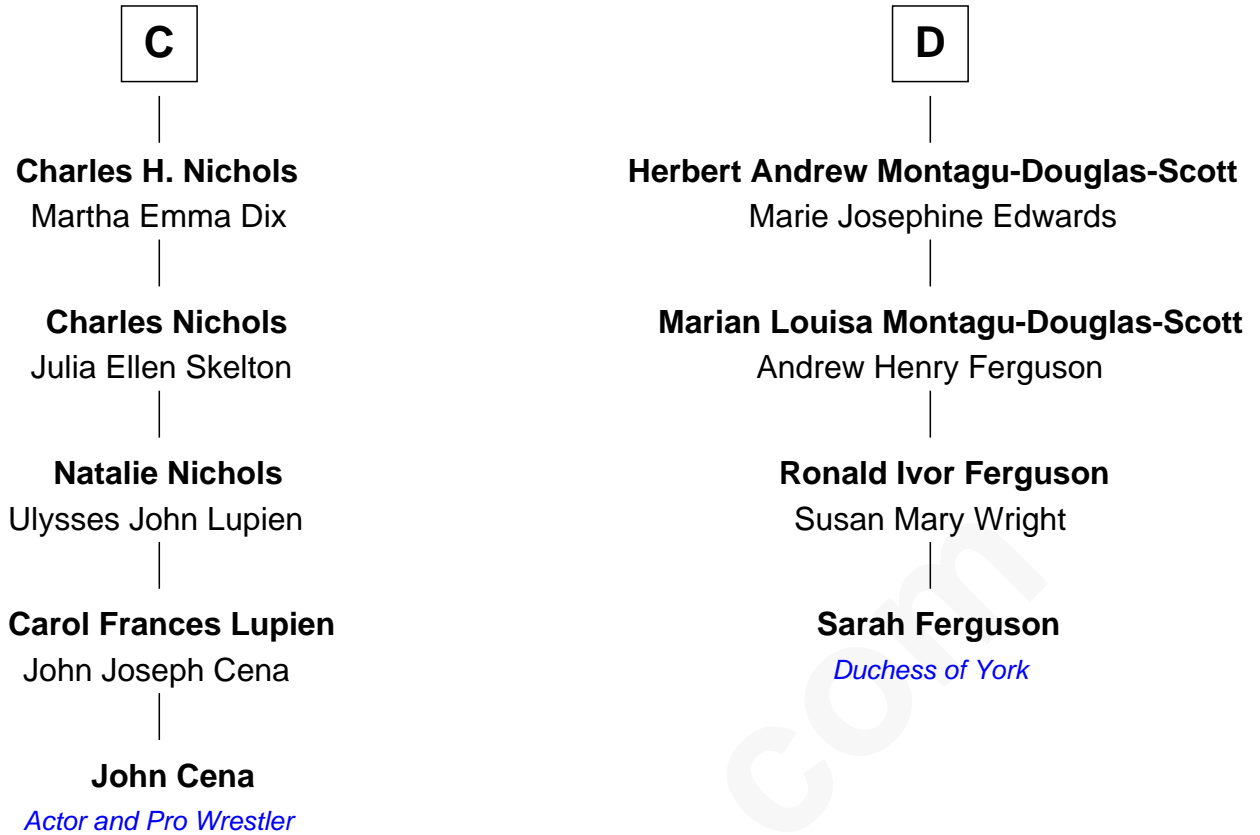 C
D
Charles H. Nichols
Martha Emma Dix
Herbert Andrew Montagu-Douglas-Scott
Marie Josephine Edwards
Charles Nichols
Julia Ellen Skelton
Marian Louisa Montagu-Douglas-Scott
Andrew Henry Ferguson
Natalie Nichols
Ulysses John Lupien
Ronald Ivor Ferguson
Susan Mary Wright
Carol Frances Lupien
John Joseph Cena
Sarah Ferguson
Duchess of York
John Cena
Actor and Pro Wrestler
com